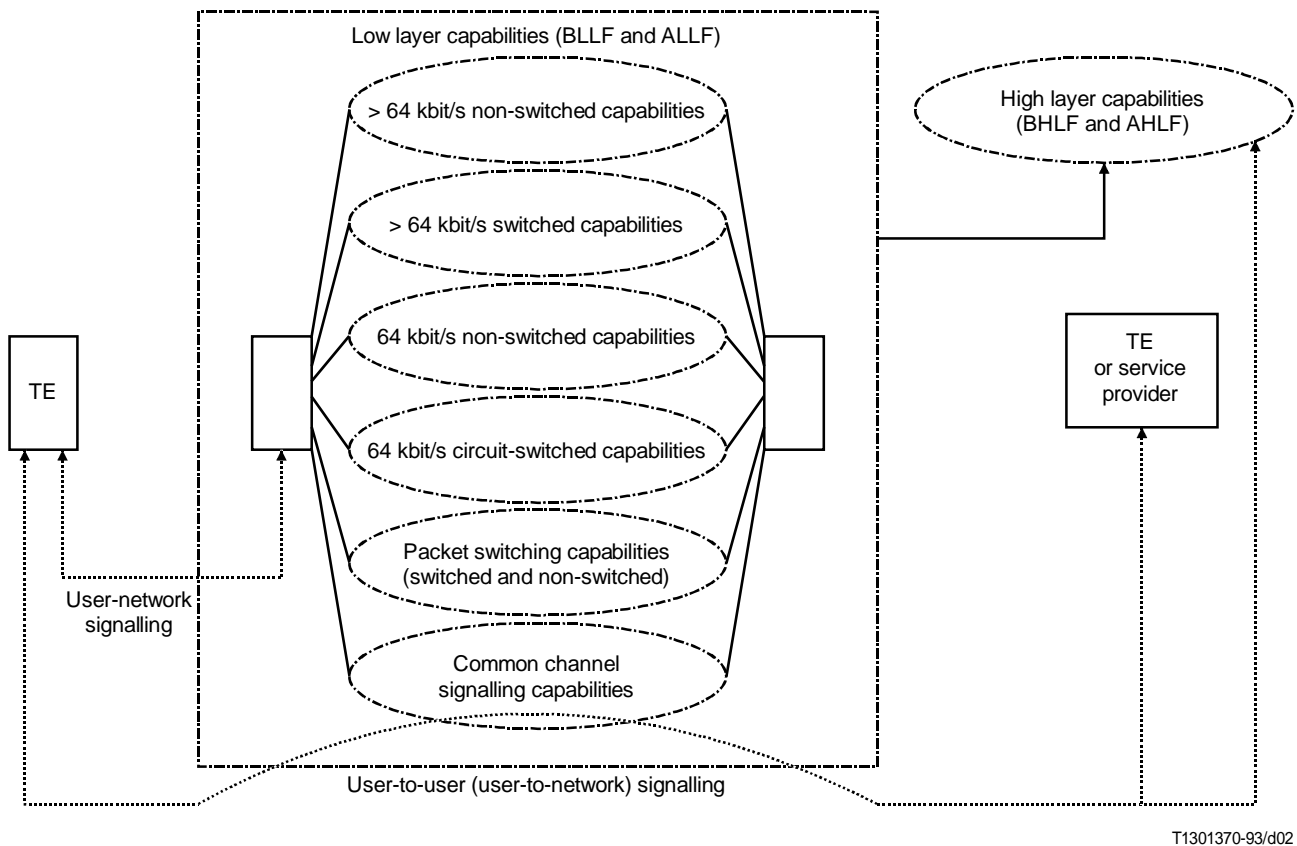 Low layer capabilities (BLLF and ALLF)
> 64 kbit/s non-switched capabilities
High layer capabilities
(BHLF and AHLF)
> 64 kbit/s switched capabilities
64 kbit/s non-switched capabilities
TE
TE
or service
provider
64 kbit/s circuit-switched capabilities
Packet switching capabilities
(switched and non-switched)
User-network
signalling
Common channel
signalling capabilities
User-to-user (user-to-network) signalling
T1301370-93/d02